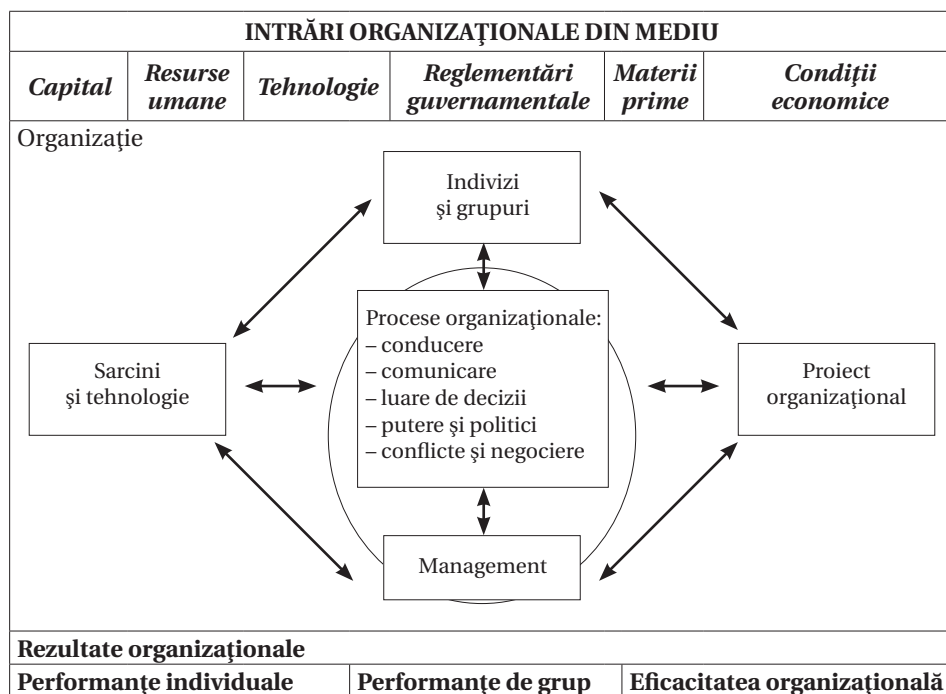 INTRĂRI ORGANIZAŢIONALE DIN MEDIU
Capital
Resurse
umane
Tehnologie
Reglementări
guvernamentale
Materii
prime
Condiţii
economice
Organizaţie
Indivizi
şi grupuri
Procese organizaţionale:
– conducere
– comunicare
– luare de decizii
– putere şi politici
– conflicte şi negociere
Sarcini
şi tehnologie
Proiect
organizaţional
Management
Rezultate organizaţionale
Performanţe individuale
Performanţe de grup
Eficacitatea organizaţională